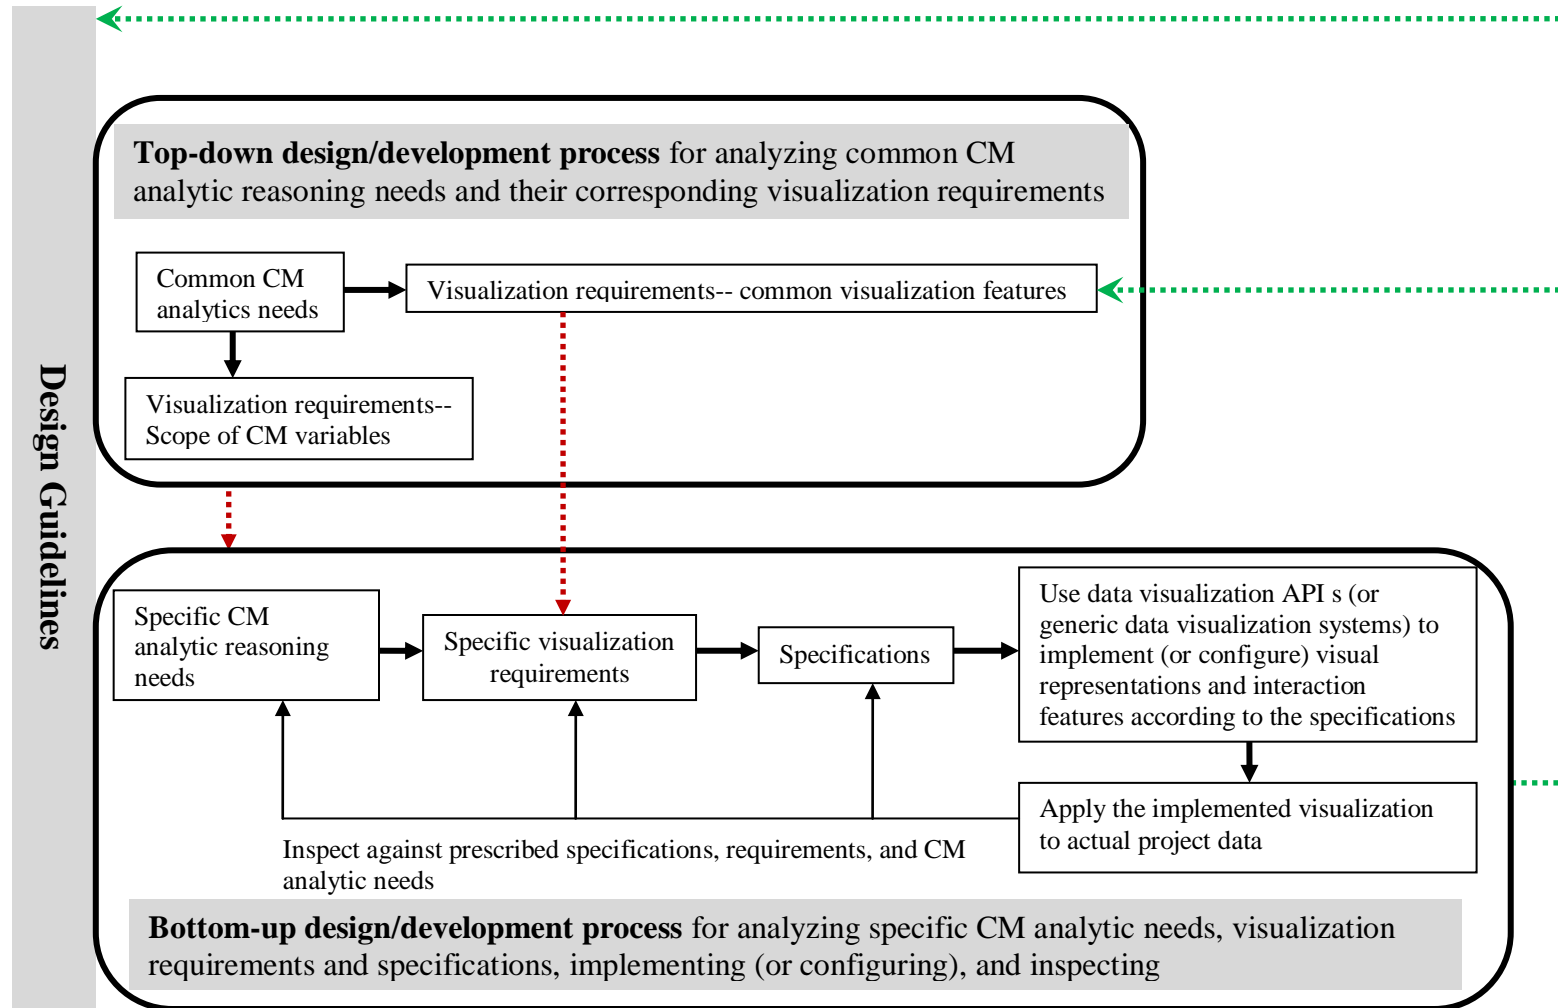 Design Guidelines
Top-down design/development process for analyzing common CM
analytic reasoning needs and their corresponding visualization requirements
Common CM
analytics needs
Visualization requirements-- common visualization features
Visualization requirements--
Scope of CM variables
Specific CM
analytic reasoning
needs
Specific visualization
requirements
Specifications
Use data visualization API s (or
generic data visualization systems) to
implement (or configure) visual
representations and interaction
features according to the specifications
Apply the implemented visualization
to actual project data
Inspect against prescribed specifications, requirements, and CM
analytic needs
Bottom-up design/development process for analyzing specific CM analytic needs, visualization
requirements and specifications, implementing (or configuring), and inspecting